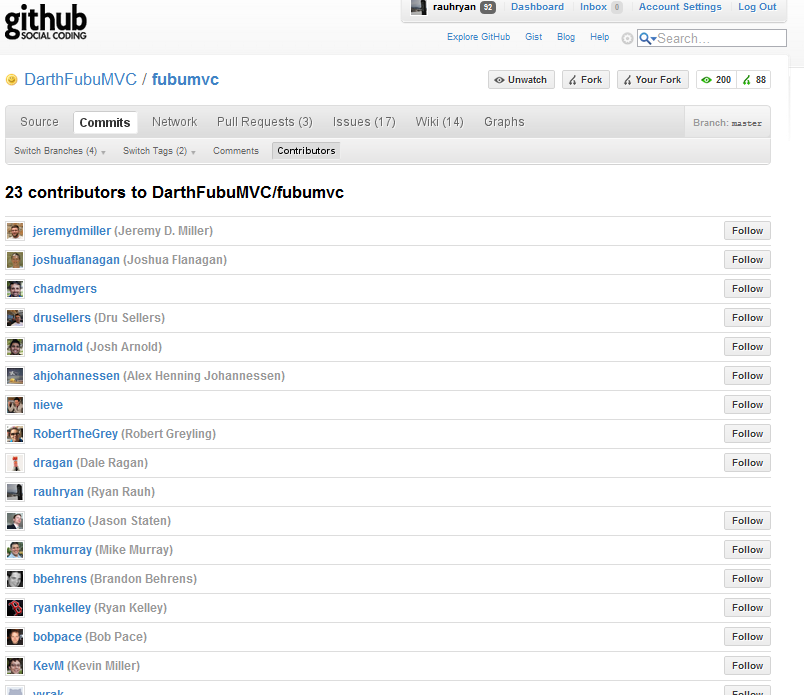 github
SOCIAL CODING
rauhryan 92 Dashboard Inbox 0 Account Settings Log Out
Explore GitHub Gist Blog Help Search...
DarthFubuMVC / fubumvc
Unwatch Fork Your Fork 200 88
Source Commits Network Pull Requests (3) Issues (17) Wiki (14) Graphs Branch: master
Switch Branches (4) Switch Tags (2) Comments Contributors
23 contributors to DarthFubuMVC/fubumvc
jeremydmiller (Jeremy D. Miller) Follow
joshuaflanagan (Joshua Flanagan) Follow
chadmyers Follow
drusellers (Dru Sellers) Follow
jmarnold (Josh Arnold) Follow
ahjohannessen (Alex Henning Johannessen) Follow
nieve Follow
RobertTheGrey (Robert Greyling) Follow
dragan (Dale Ragan) Follow
rauhryan (Ryan Rauh)
statianzo (Jason Staten) Follow
mkmurray (Mike Murray) Follow
bbehrens (Brandon Behrens) Follow
ryankelley (Ryan Kelley) Follow
bobpace (Bob Pace) Follow
KevM (Kevin Miller) Follow
Follow